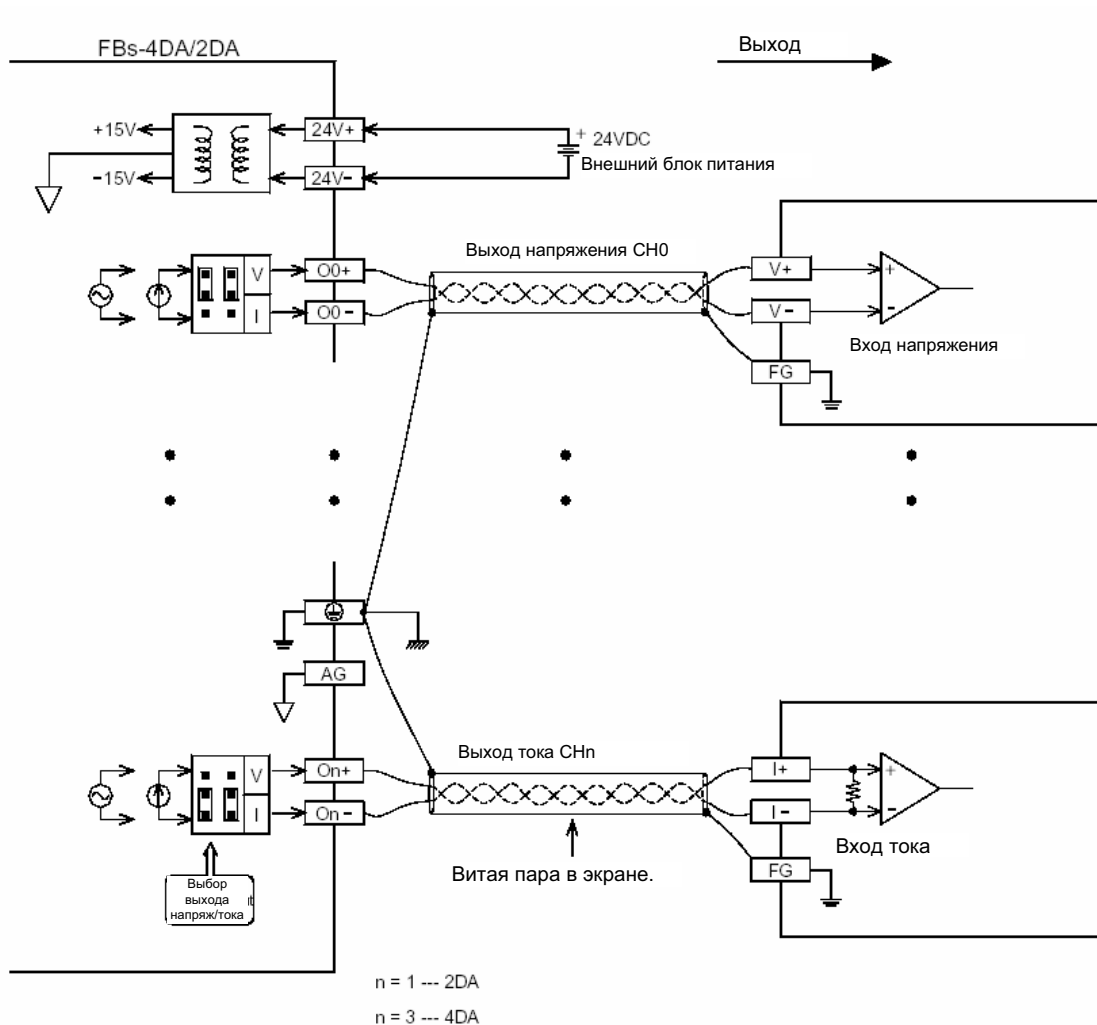 FBs-4DA/2DA
Выход
+15V
24V+
+ 24VDC
Внешний блок питания
-15V
24V-
Выход напряжения CH0
V
O0+
V+
+
I
O0-
V-
-
Вход напряжения
FG
AG
Выход тока CHn
V
On+
I+
+
I
On-
I-
-
Вход тока
Витая пара в экране.
FG
Выбор
выхода
напряж/тока
n = 1 --- 2DA
n = 3 --- 4DA